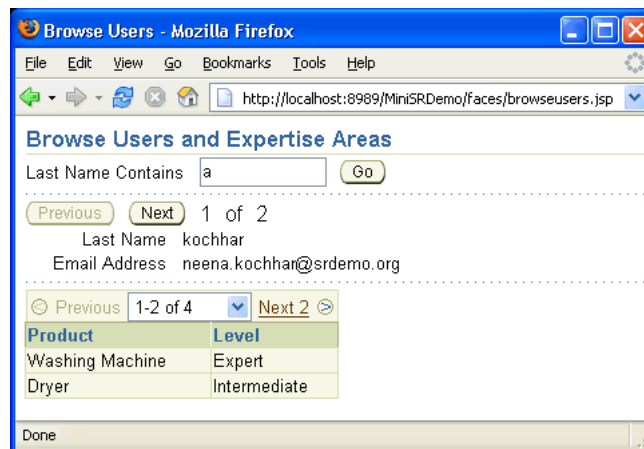 Browse Users - Mozilla Firefox
File Edit View Go Bookmarks Tools Help
http://localhost:8989/MiniSRDemo/faces/browseusers.jsp
Browse Users and Expertise Areas
Last Name Contains a Go
Previous Next 1 of 2
Last Name kochhar
Email Address neena.kochhar@srdemo.org
Previous 1-2 of 4 Next 2
Product Level
Washing Machine Expert
Dryer Intermediate
Done